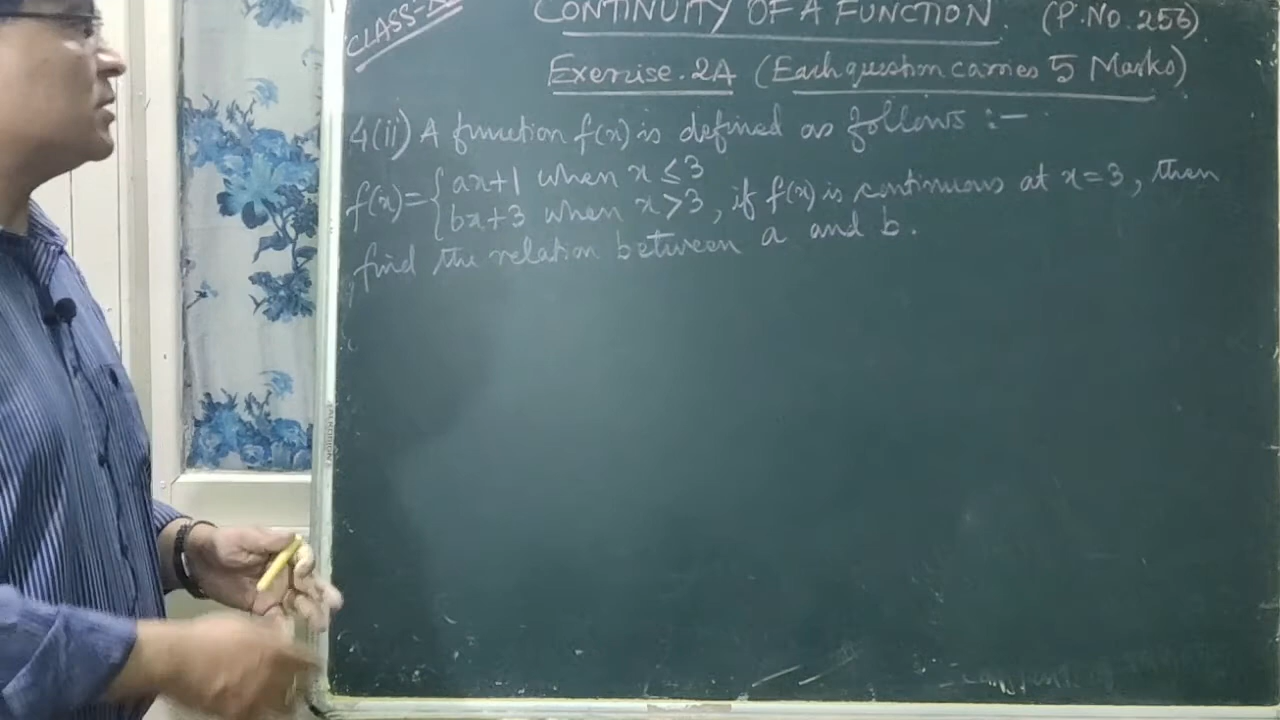 CONTINUITY OF A FUNCTION. (P.NO.256)
CLASS-
Exercise.2A (Each question carries 5 Marks)
4(ii) A function f(x) is defined as follows :-
f(x)={ax+1 when x≤3
{bx+3 when x>3, if f(x) is continuous at x=3, then
find the relation between a and b.